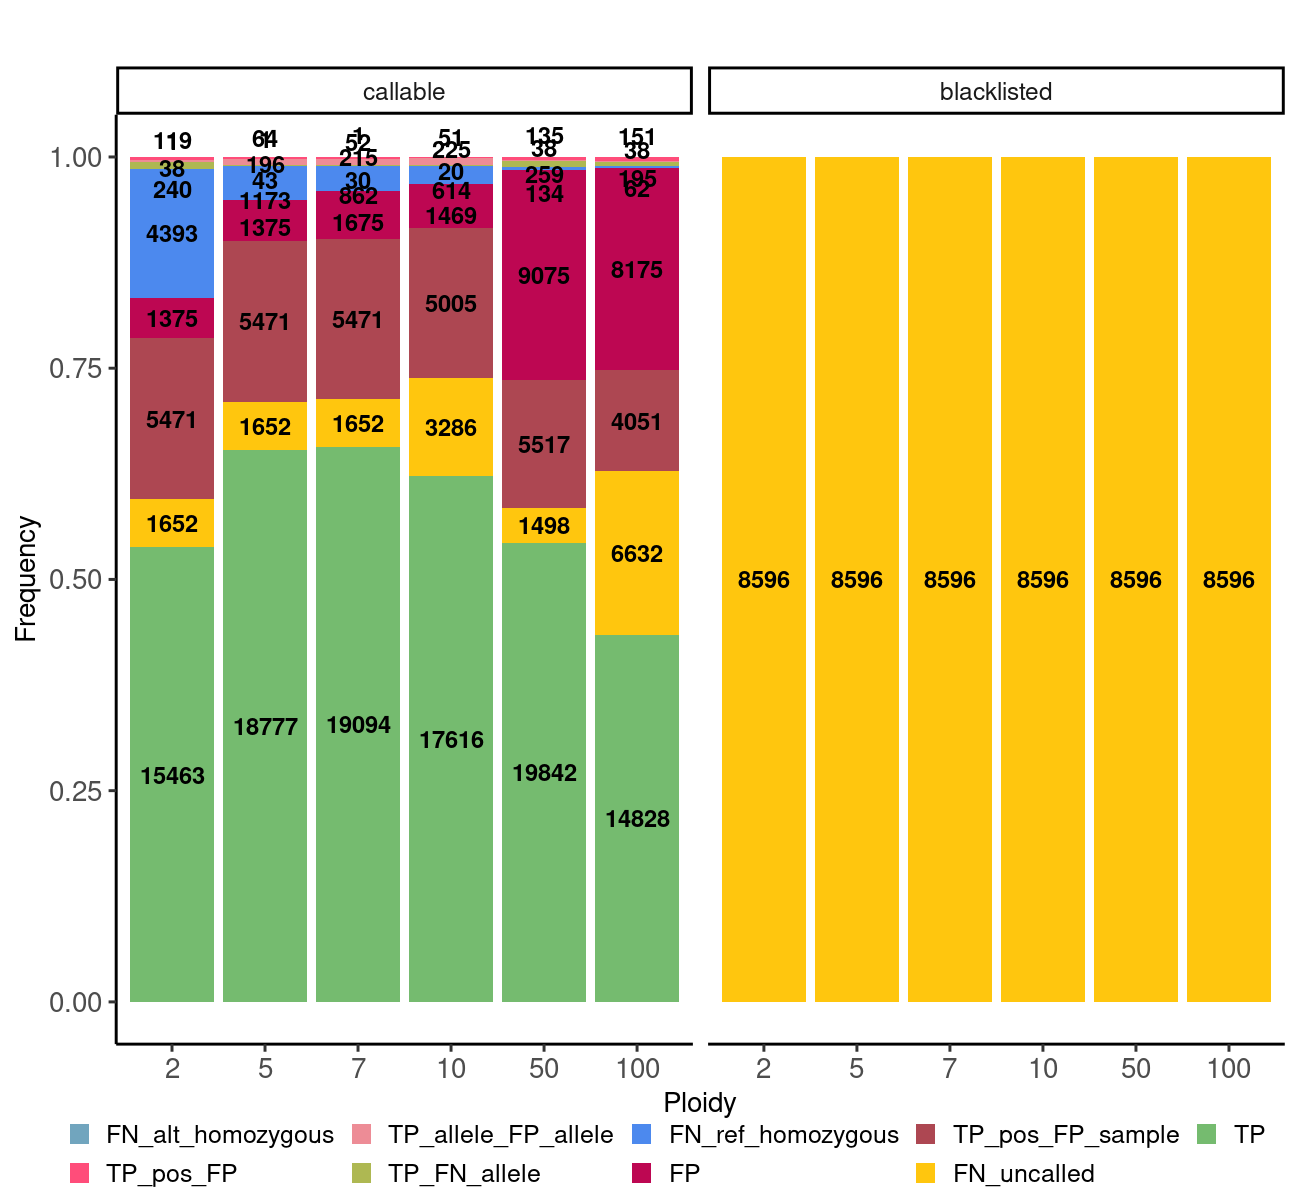 callable blacklisted
119 64 1 1 52 51 135 151
38 196 215 225 38 38
240 43 30 20 259 195
4393 1173 862 614 134 62
1375 1375 1675 1469 9075 8175
5471 5471 5471 5005 5517 4051
1652 1652 1652 3286 1498 6632
15463 18777 19094 17616 19842 14828
8596 8596 8596 8596 8596 8596
1.00
0.75
0.50
0.25
0.00
Frequency
2 5 7 10 50 100 2 5 7 10 50 100
Ploidy
FN_alt_homozygous TP_allele_FP_allele FN_ref_homozygous TP_pos_FP_sample TP
TP_pos_FP TP_FN_allele FP FN_uncalled